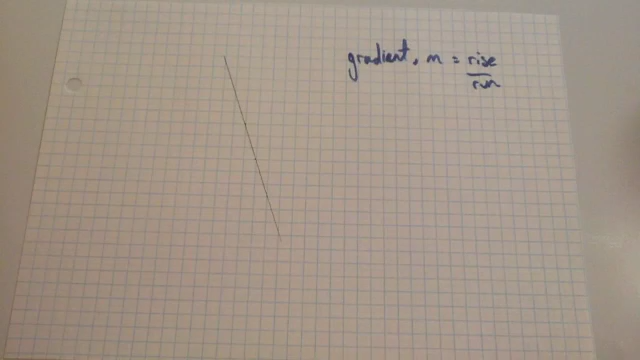 gradient, m = rise
run